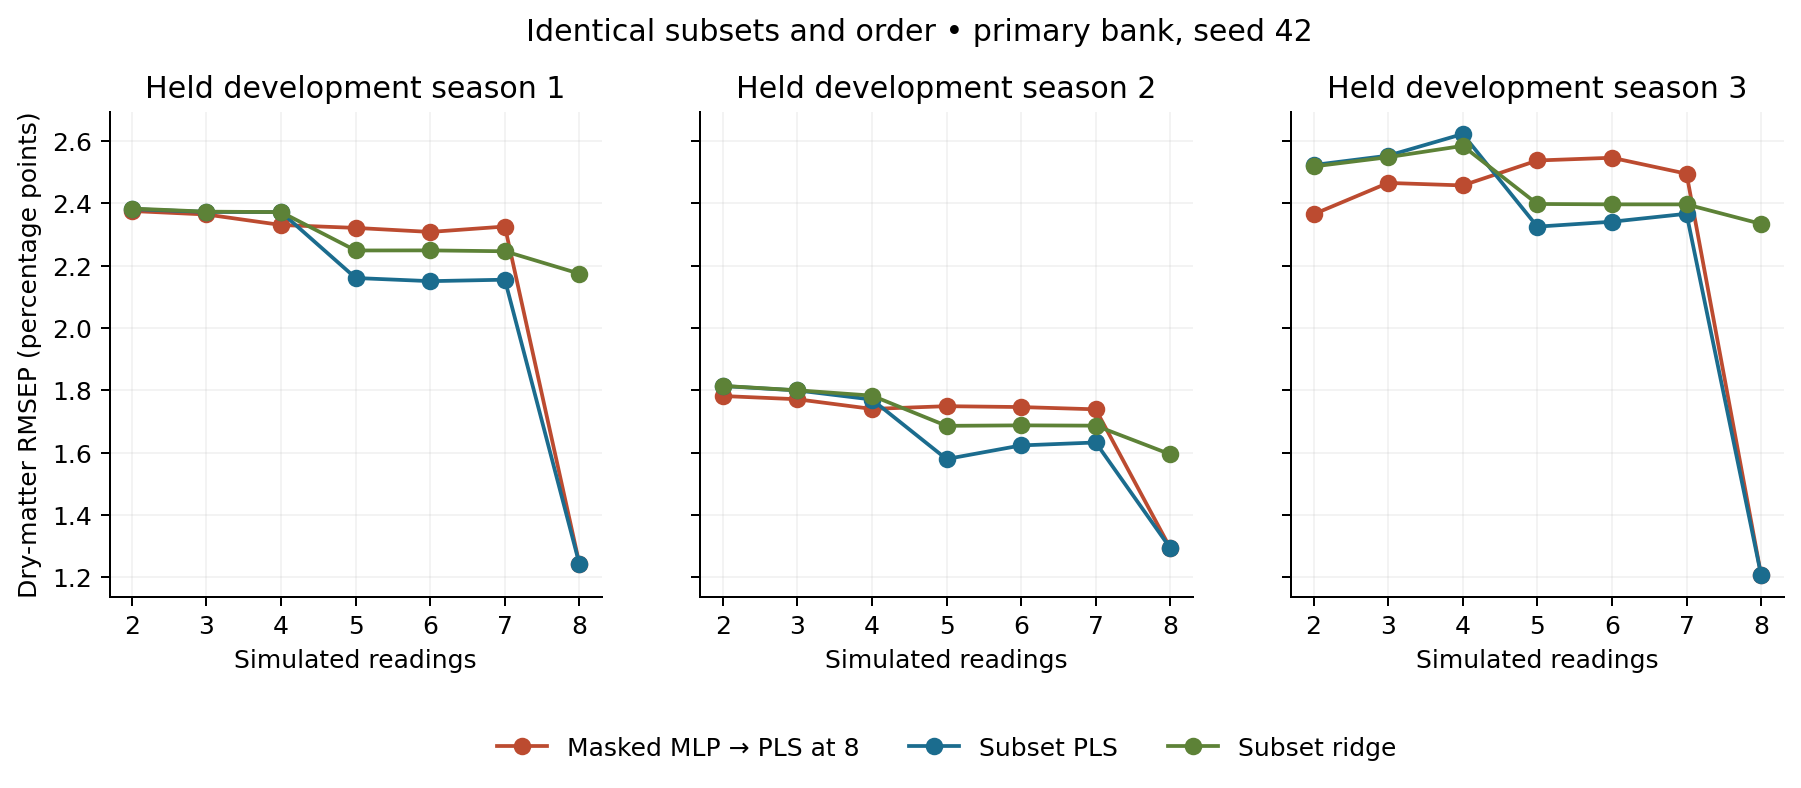 Identical subsets and order • primary bank, seed 42
Held development season 1
Held development season 2
Held development season 3
Dry-matter RMSEP (percentage points)
2.6
2.4
2.2
2.0
1.8
1.6
1.4
1.2
2 3 4 5 6 7 8
2 3 4 5 6 7 8
2 3 4 5 6 7 8
Simulated readings
Simulated readings
Simulated readings
Masked MLP → PLS at 8
Subset PLS
Subset ridge